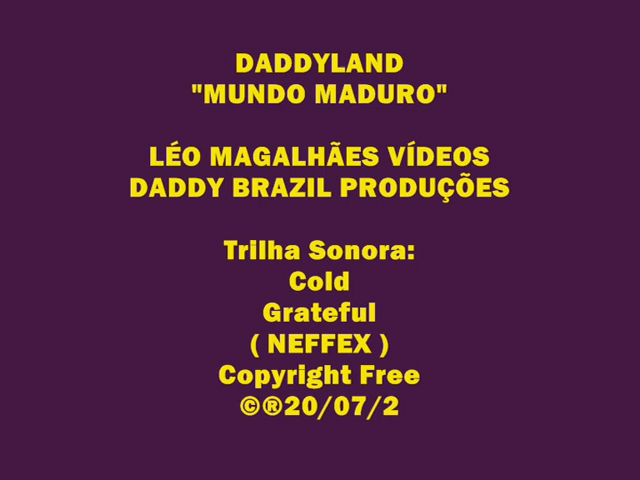 DADDYLAND
"MUNDO MADURO"
LÉO MAGALHÃES VÍDEOS
DADDY BRAZIL PRODUÇÕES
Trilha Sonora:
Cold
Grateful
( NEFFEX )
Copyright Free
©®20/07/2